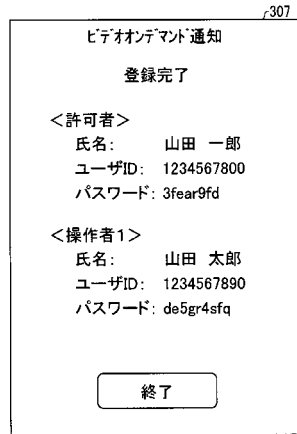 307
ビデオオンデマンド通知
登録完了
<許可者>
氏名: 山田 一郎
ユーザID: 1234567800
パスワード: 3fear9fd
<操作者1>
氏名: 山田 太郎
ユーザID: 1234567890
パスワード: de5gr4sfq
終了